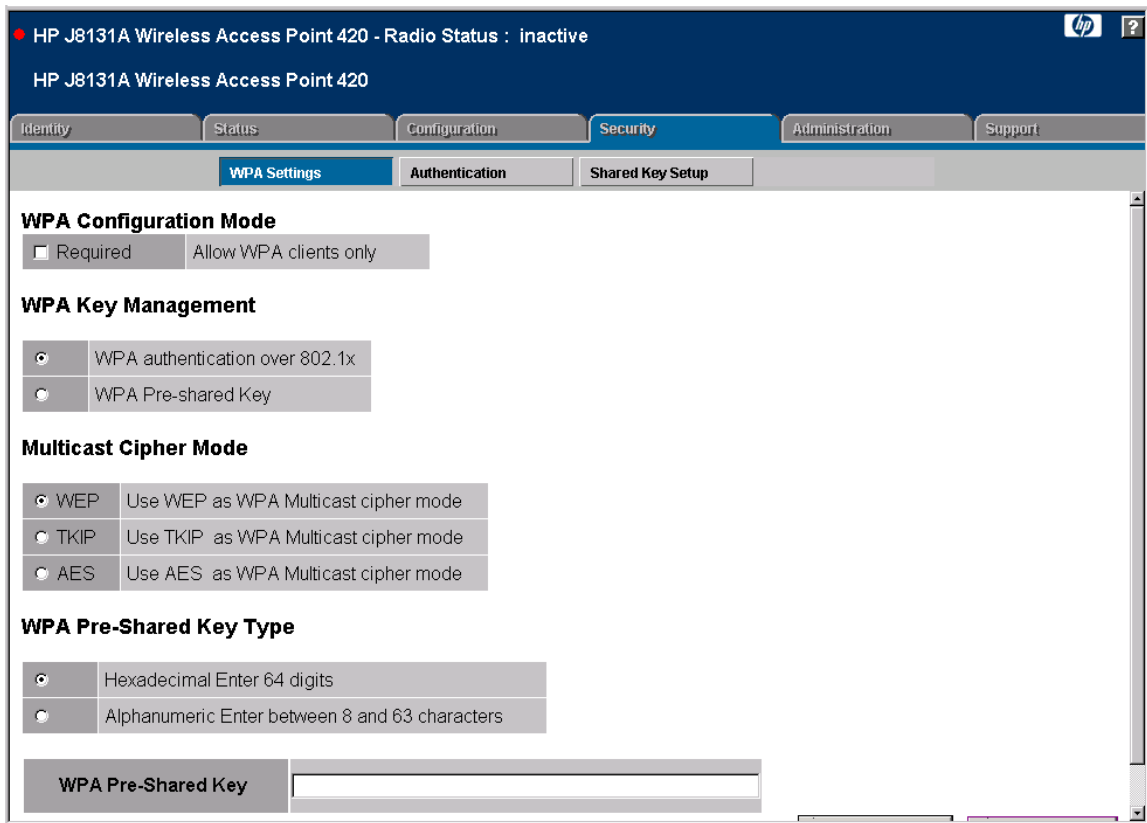 HP J8131A Wireless Access Point 420 - Radio Status : inactive
hp
?
HP J8131A Wireless Access Point 420
Identity Status Configuration Security Administration Support
WPA Settings Authentication Shared Key Setup
WPA Configuration Mode
Required Allow WPA clients only
WPA Key Management
WPA authentication over 802.1x
WPA Pre-shared Key
Multicast Cipher Mode
WEP Use WEP as WPA Multicast cipher mode
TKIP Use TKIP as WPA Multicast cipher mode
AES Use AES as WPA Multicast cipher mode
WPA Pre-Shared Key Type
Hexadecimal Enter 64 digits
Alphanumeric Enter between 8 and 63 characters
WPA Pre-Shared Key